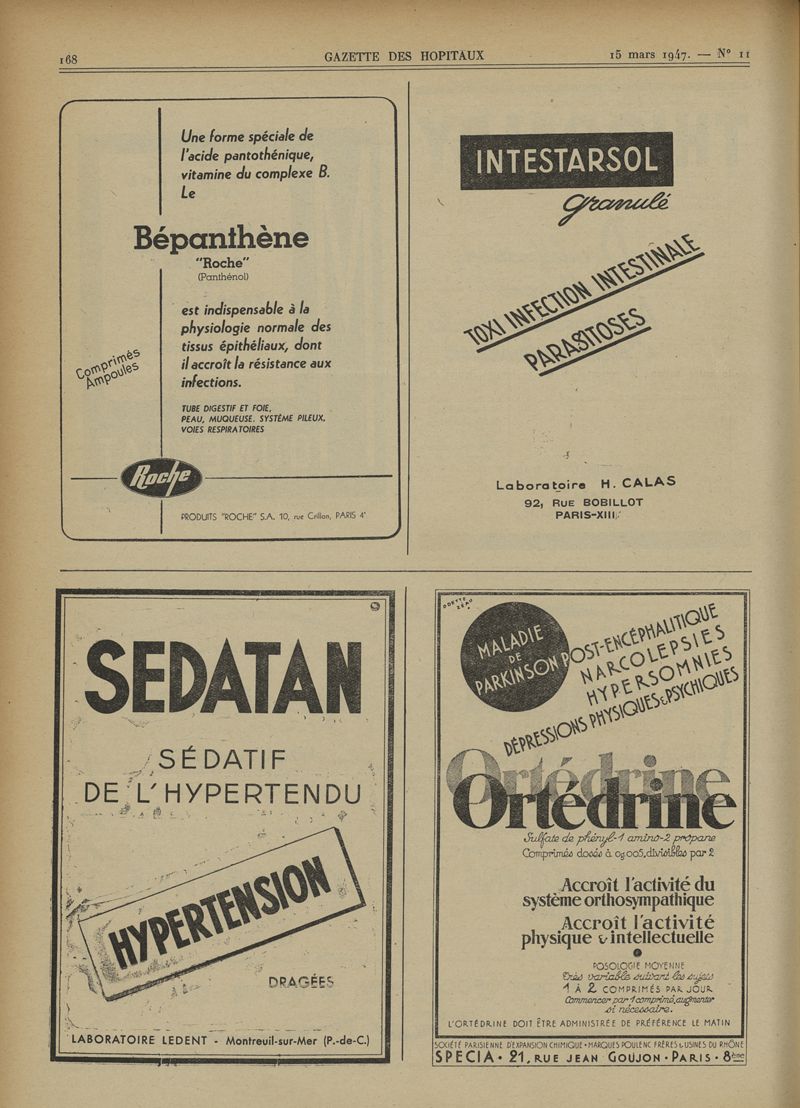 168
GAZETTE DES HOPITAUX
15 mars 1947. — N° 11
Une forme spéciale de
l'acide pantothénique,
vitamine du complexe B.
Le
Bépanthène
"Roche"
(Panthénol)
est indispensable à la
physiologie normale des
tissus épithéliaux, dont
il accroît la résistance aux
infections.
Comprimés
Ampoules
TUBE DIGESTIF ET FOIE,
PEAU, MUQUEUSE, SYSTÈME PILEUX,
VOIES RESPIRATOIRES
Roche
PRODUITS "ROCHE" S.A. 10, rue Crillon, PARIS 4ᵉ
INTESTARSOL
granulé
TOXI INFECTION INTESTINALE
PARASITOSES
Laboratoire H. CALAS
92, RUE BOBILLOT
PARIS-XIII
SEDATAN
SÉDATIF
DE L'HYPERTENDU
HYPERTENSION
DRAGÉES
LABORATOIRE LEDENT - Montreuil-sur-Mer (P.-de-C.)
MALADIE
DE
PARKINSON POST-ENCÉPHALITIQUE
NARCOLEPSIES
HYPERSOMNIES
DÉPRESSIONS PHYSIQUES & PSYCHIQUES
Ortédrine
Ortédrine
Sulfate de phényl-1 amino-2 propane
Comprimés dosés à 0g005, divisibles par 2
Accroît l'activité du
système orthosympathique
Accroît l'activité
physique & intellectuelle
POSOLOGIE MOYENNE
Très variable suivant les sujets
1 À 2 COMPRIMÉS PAR JOUR
Commencer par 1 comprimé, augmenter
si nécessaire.
L'ORTÉDRINE DOIT ÊTRE ADMINISTRÉE DE PRÉFÉRENCE LE MATIN
SOCIÉTÉ PARISIENNE D'EXPANSION CHIMIQUE • MARQUES POULENC FRÈRES & USINES DU RHÔNE
SPECIA • 21, RUE JEAN GOUJON • PARIS • 8ème